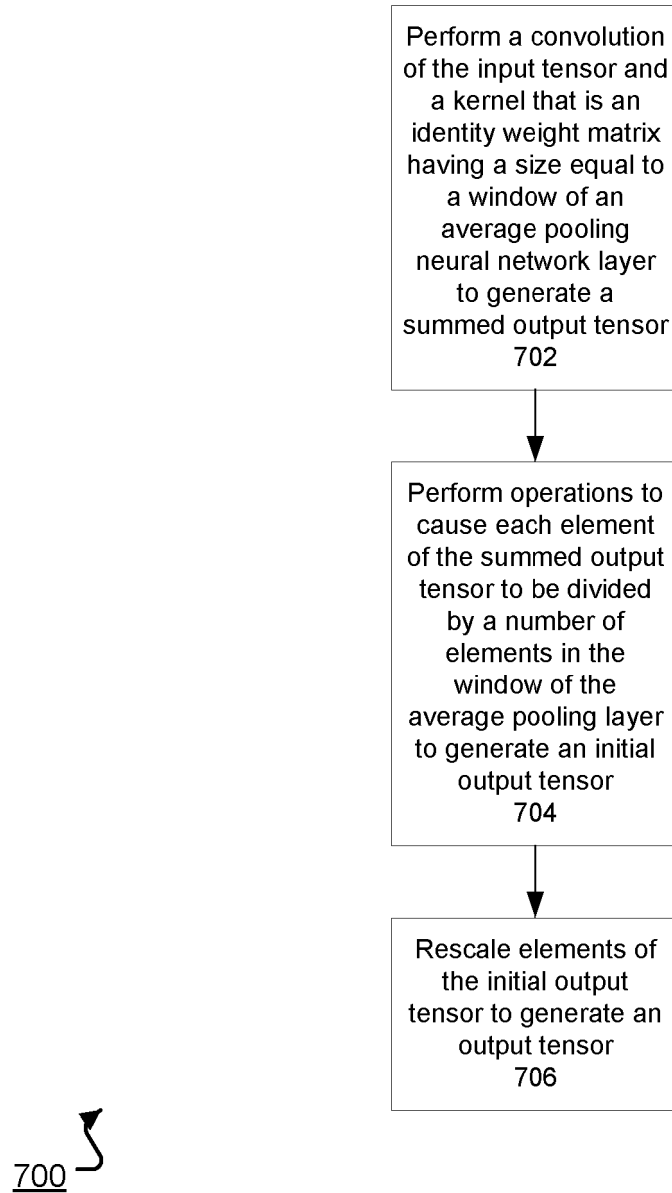 Perform a convolution
of the input tensor and
a kernel that is an
identity weight matrix
having a size equal to
a window of an
average pooling
neural network layer
to generate a
summed output tensor
702
Perform operations to
cause each element
of the summed output
tensor to be divided
by a number of
elements in the
window of the
average pooling layer
to generate an initial
output tensor
704
Rescale elements of
the initial output
tensor to generate an
output tensor
706
700